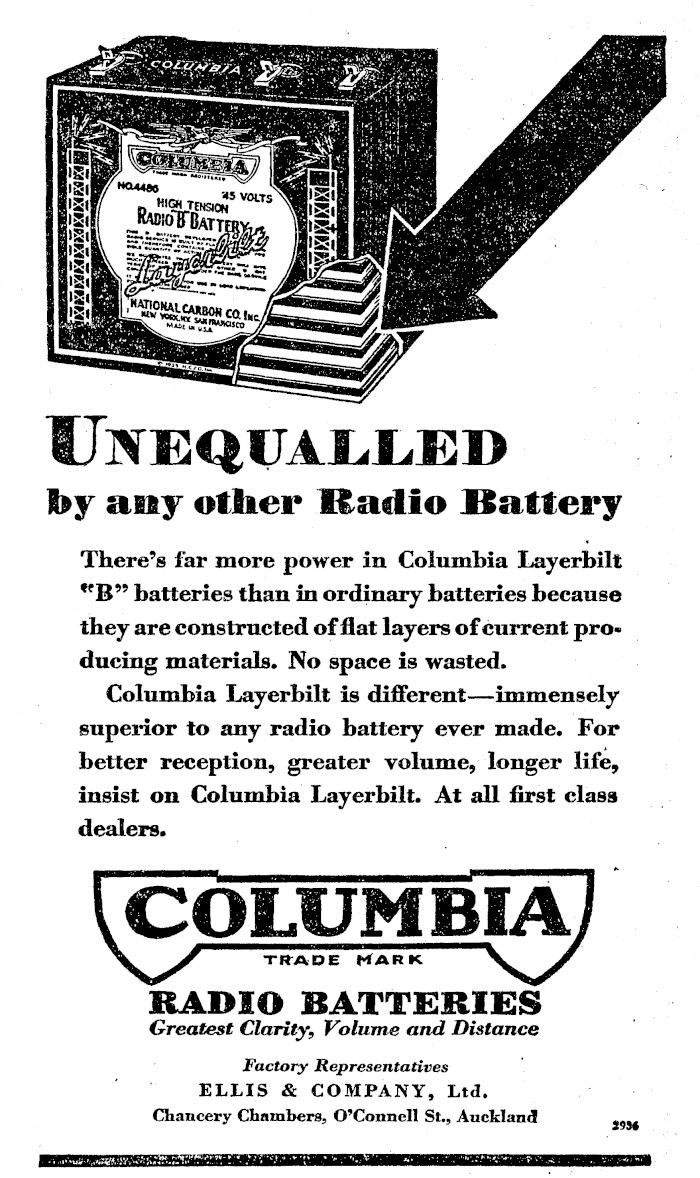 COLUMBIA
COLUMBIA
TRADE MARK REGISTERED
NO.4486 45 VOLTS
HIGH TENSION
RADIO "B" BATTERY
Layerbilt
NATIONAL CARBON CO. Inc.
NEW YORK, N.Y. SAN FRANCISCO
MADE IN U.S.A.
UNEQUALLED
by any other Radio Battery
There's far more power in Columbia Layerbilt
"B" batteries than in ordinary batteries because
they are constructed of flat layers of current pro-
ducing materials. No space is wasted.
Columbia Layerbilt is different—immensely
superior to any radio battery ever made. For
better reception, greater volume, longer life,
insist on Columbia Layerbilt. At all first class
dealers.
COLUMBIA
TRADE MARK
RADIO BATTERIES
Greatest Clarity, Volume and Distance
Factory Representatives
ELLIS & COMPANY, Ltd.
Chancery Chambers, O'Connell St., Auckland
2936